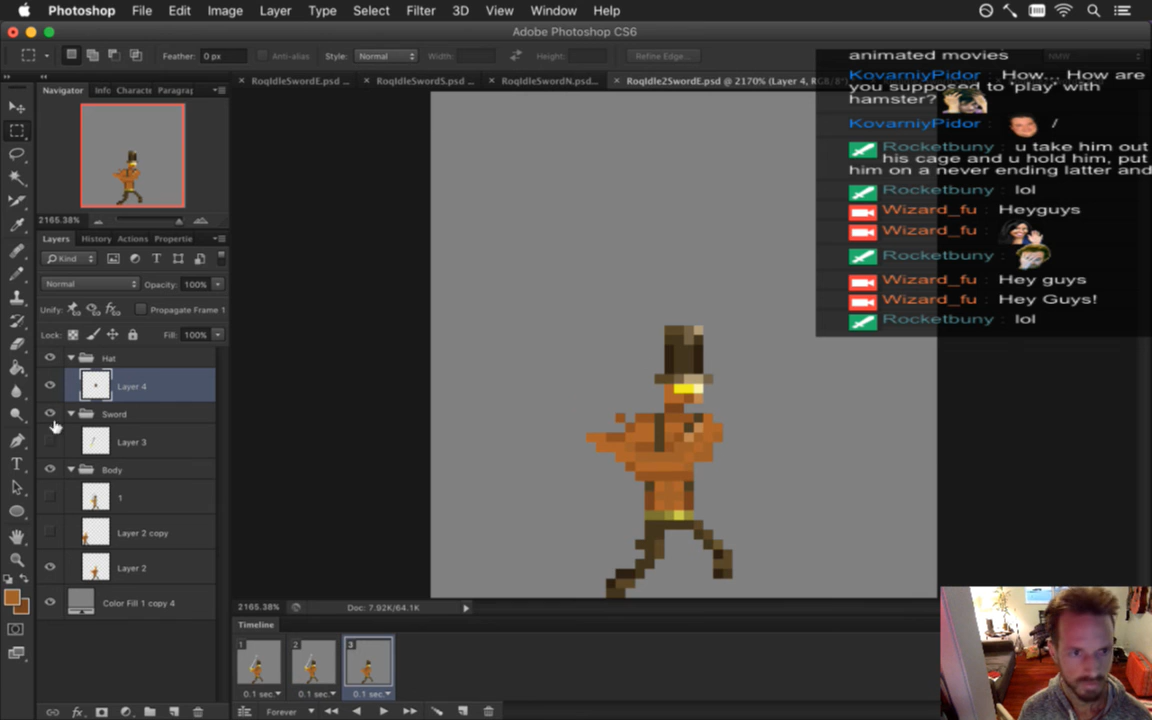 Photoshop File Edit Image Layer Type Select Filter 3D View Window Help
Adobe Photoshop CS6
Feather: 0 px Anti-alias Style: Normal Width: Height: Refine Edge...
RoqIdleSwordE.psd ... RoqIdleSwordS.psd ... RoqIdleSwordN.psd... RoqIdle2SwordE.psd @ 2170% (Layer 4, RGB/8
Navigator Info Characte Paragra
2165.38%
Layers History Actions Propertie
Kind
Normal Opacity: 100%
Unify: Propagate Frame 1
Lock: Fill: 100%
Hat
Layer 4
Sword
Layer 3
Body
1
Layer 2 copy
Layer 2
Color Fill 1 copy 4
animated movies
KovarniyPidor : How... How are
you supposed to 'play' with
hamster?
KovarniyPidor : /
Rocketbuny : u take him out
his cage and u hold him, put
him on a never ending latter and
Rocketbuny : lol
Wizard_fu : Heyguys
Wizard_fu :
Rocketbuny :
Wizard_fu : Hey guys
Wizard_fu : Hey Guys!
Rocketbuny : lol
2165.38% Doc: 7.92K/64.1K
Timeline
1 2 3
0.1 sec. 0.1 sec. 0.1 sec.
Forever